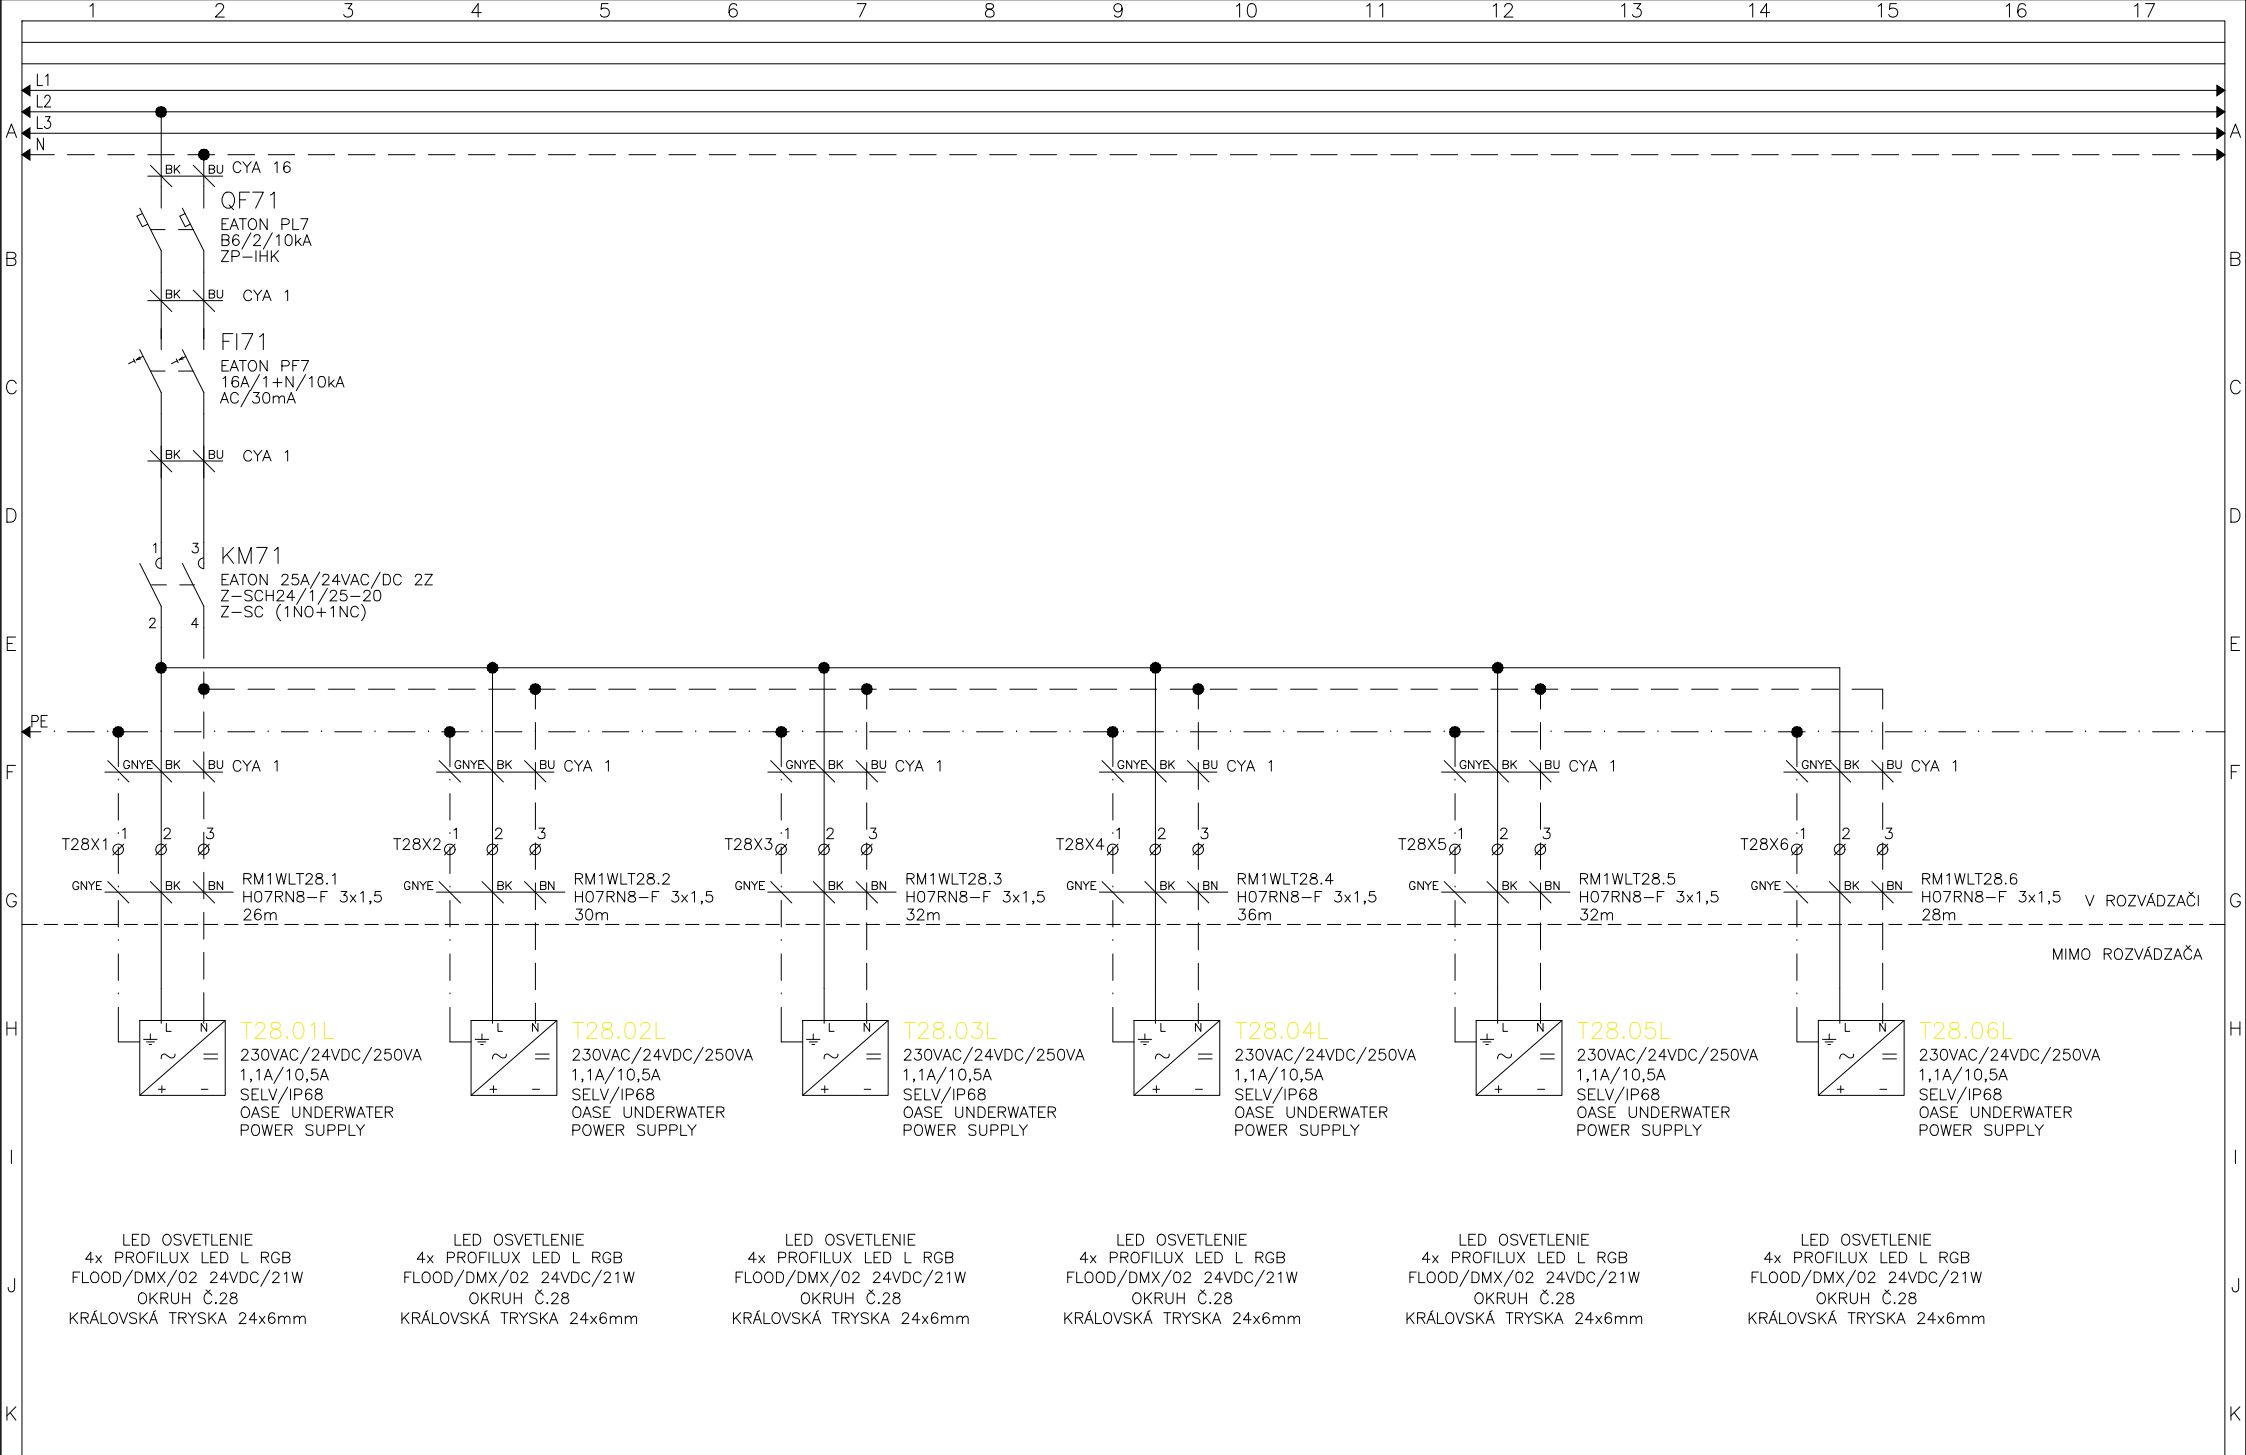 1 2 3 4 5 6 7 8 9 10 11 12 13 14 15 16 17
L1
L2
A L3 A
N
BK BU CYA 16
QF71
EATON PL7
B6/2/10kA
B ZP-IHK B
BK BU CYA 1
FI71
EATON PF7
C 16A/1+N/10kA C
AC/30mA
BK BU CYA 1
D D
1 3 KM71
EATON 25A/24VAC/DC 2Z
Z-SCH24/1/25-20
Z-SC (1NO+1NC)
2 4
E E
PE
GNYE BK BU CYA 1 GNYE BK BU CYA 1 GNYE BK BU CYA 1 GNYE BK BU CYA 1 GNYE BK BU CYA 1 GNYE BK BU CYA 1
F F
1 2 3 1 2 3 1 2 3 1 2 3 1 2 3 1 2 3
T28X1 T28X2 T28X3 T28X4 T28X5 T28X6
RM1WLT28.1 RM1WLT28.2 RM1WLT28.3 RM1WLT28.4 RM1WLT28.5 RM1WLT28.6
GNYE BK BN GNYE BK BN GNYE BK BN GNYE BK BN GNYE BK BN GNYE BK BN
H07RN8-F 3x1,5 H07RN8-F 3x1,5 H07RN8-F 3x1,5 H07RN8-F 3x1,5 H07RN8-F 3x1,5 H07RN8-F 3x1,5
G V ROZVÁDZAČI G
26m 30m 32m 36m 32m 28m
MIMO ROZVÁDZAČA
H L N T28.01L L N T28.02L L N T28.03L L N T28.04L L N T28.05L L N T28.06L H
230VAC/24VDC/250VA 230VAC/24VDC/250VA 230VAC/24VDC/250VA 230VAC/24VDC/250VA 230VAC/24VDC/250VA 230VAC/24VDC/250VA
1,1A/10,5A 1,1A/10,5A 1,1A/10,5A 1,1A/10,5A 1,1A/10,5A 1,1A/10,5A
+ - SELV/IP68 + - SELV/IP68 + - SELV/IP68 + - SELV/IP68 + - SELV/IP68 + - SELV/IP68
OASE UNDERWATER OASE UNDERWATER OASE UNDERWATER OASE UNDERWATER OASE UNDERWATER OASE UNDERWATER
POWER SUPPLY POWER SUPPLY POWER SUPPLY POWER SUPPLY POWER SUPPLY POWER SUPPLY
I I
LED OSVETLENIE LED OSVETLENIE LED OSVETLENIE LED OSVETLENIE LED OSVETLENIE LED OSVETLENIE
4x PROFILUX LED L RGB 4x PROFILUX LED L RGB 4x PROFILUX LED L RGB 4x PROFILUX LED L RGB 4x PROFILUX LED L RGB 4x PROFILUX LED L RGB
J FLOOD/DMX/02 24VDC/21W FLOOD/DMX/02 24VDC/21W FLOOD/DMX/02 24VDC/21W FLOOD/DMX/02 24VDC/21W FLOOD/DMX/02 24VDC/21W FLOOD/DMX/02 24VDC/21W J
OKRUH Č.28 OKRUH Č.28 OKRUH Č.28 OKRUH Č.28 OKRUH Č.28 OKRUH Č.28
KRÁLOVSKÁ TRYSKA 24x6mm KRÁLOVSKÁ TRYSKA 24x6mm KRÁLOVSKÁ TRYSKA 24x6mm KRÁLOVSKÁ TRYSKA 24x6mm KRÁLOVSKÁ TRYSKA 24x6mm KRÁLOVSKÁ TRYSKA 24x6mm
K K